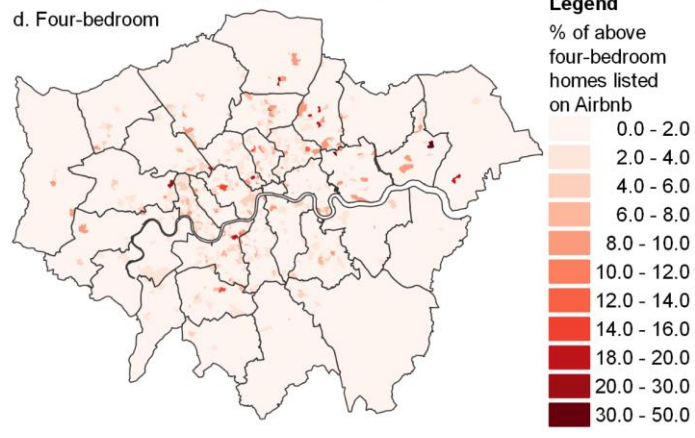 d. Four-bedroom
Legend
% of above
four-bedroom
homes listed
on Airbnb
0.0 - 2.0
2.0 - 4.0
4.0 - 6.0
6.0 - 8.0
8.0 - 10.0
10.0 - 12.0
12.0 - 14.0
14.0 - 16.0
18.0 - 20.0
20.0 - 30.0
30.0 - 50.0